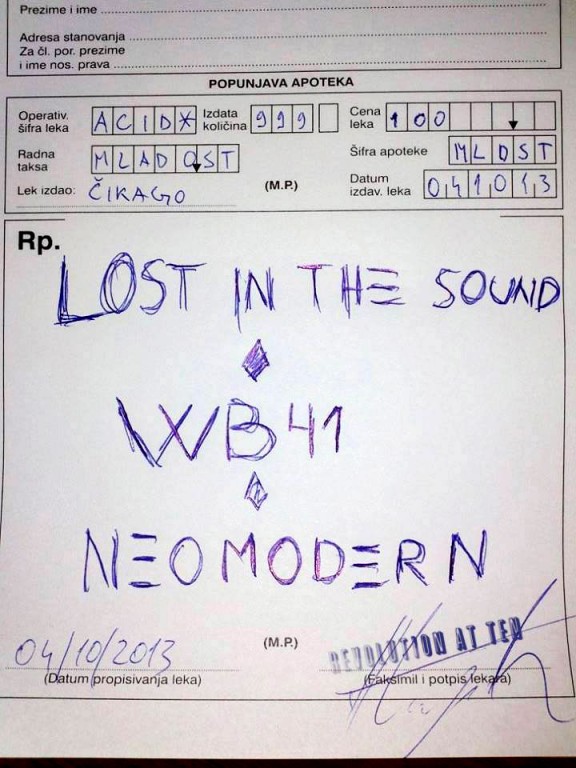 Prezime i ime
Adresa stanovanja
Za čl. por. prezime
i ime nos. prava
POPUNJAVA APOTEKA
Operativ. šifra leka ACID* Izdata količina 999 Cena leka 100
Radna taksa MLADOST Šifra apoteke MLDST
Lek izdao: ČIKAGO (M.P.) Datum izdav. leka 041013
Rp.
LOST IN THE SOUND
WB41
NEOMODERN
04/10/2013 (M.P.) REVOLUTION AT TEN
(Datum propisivanja leka) (Faksimil i potpis lekara)